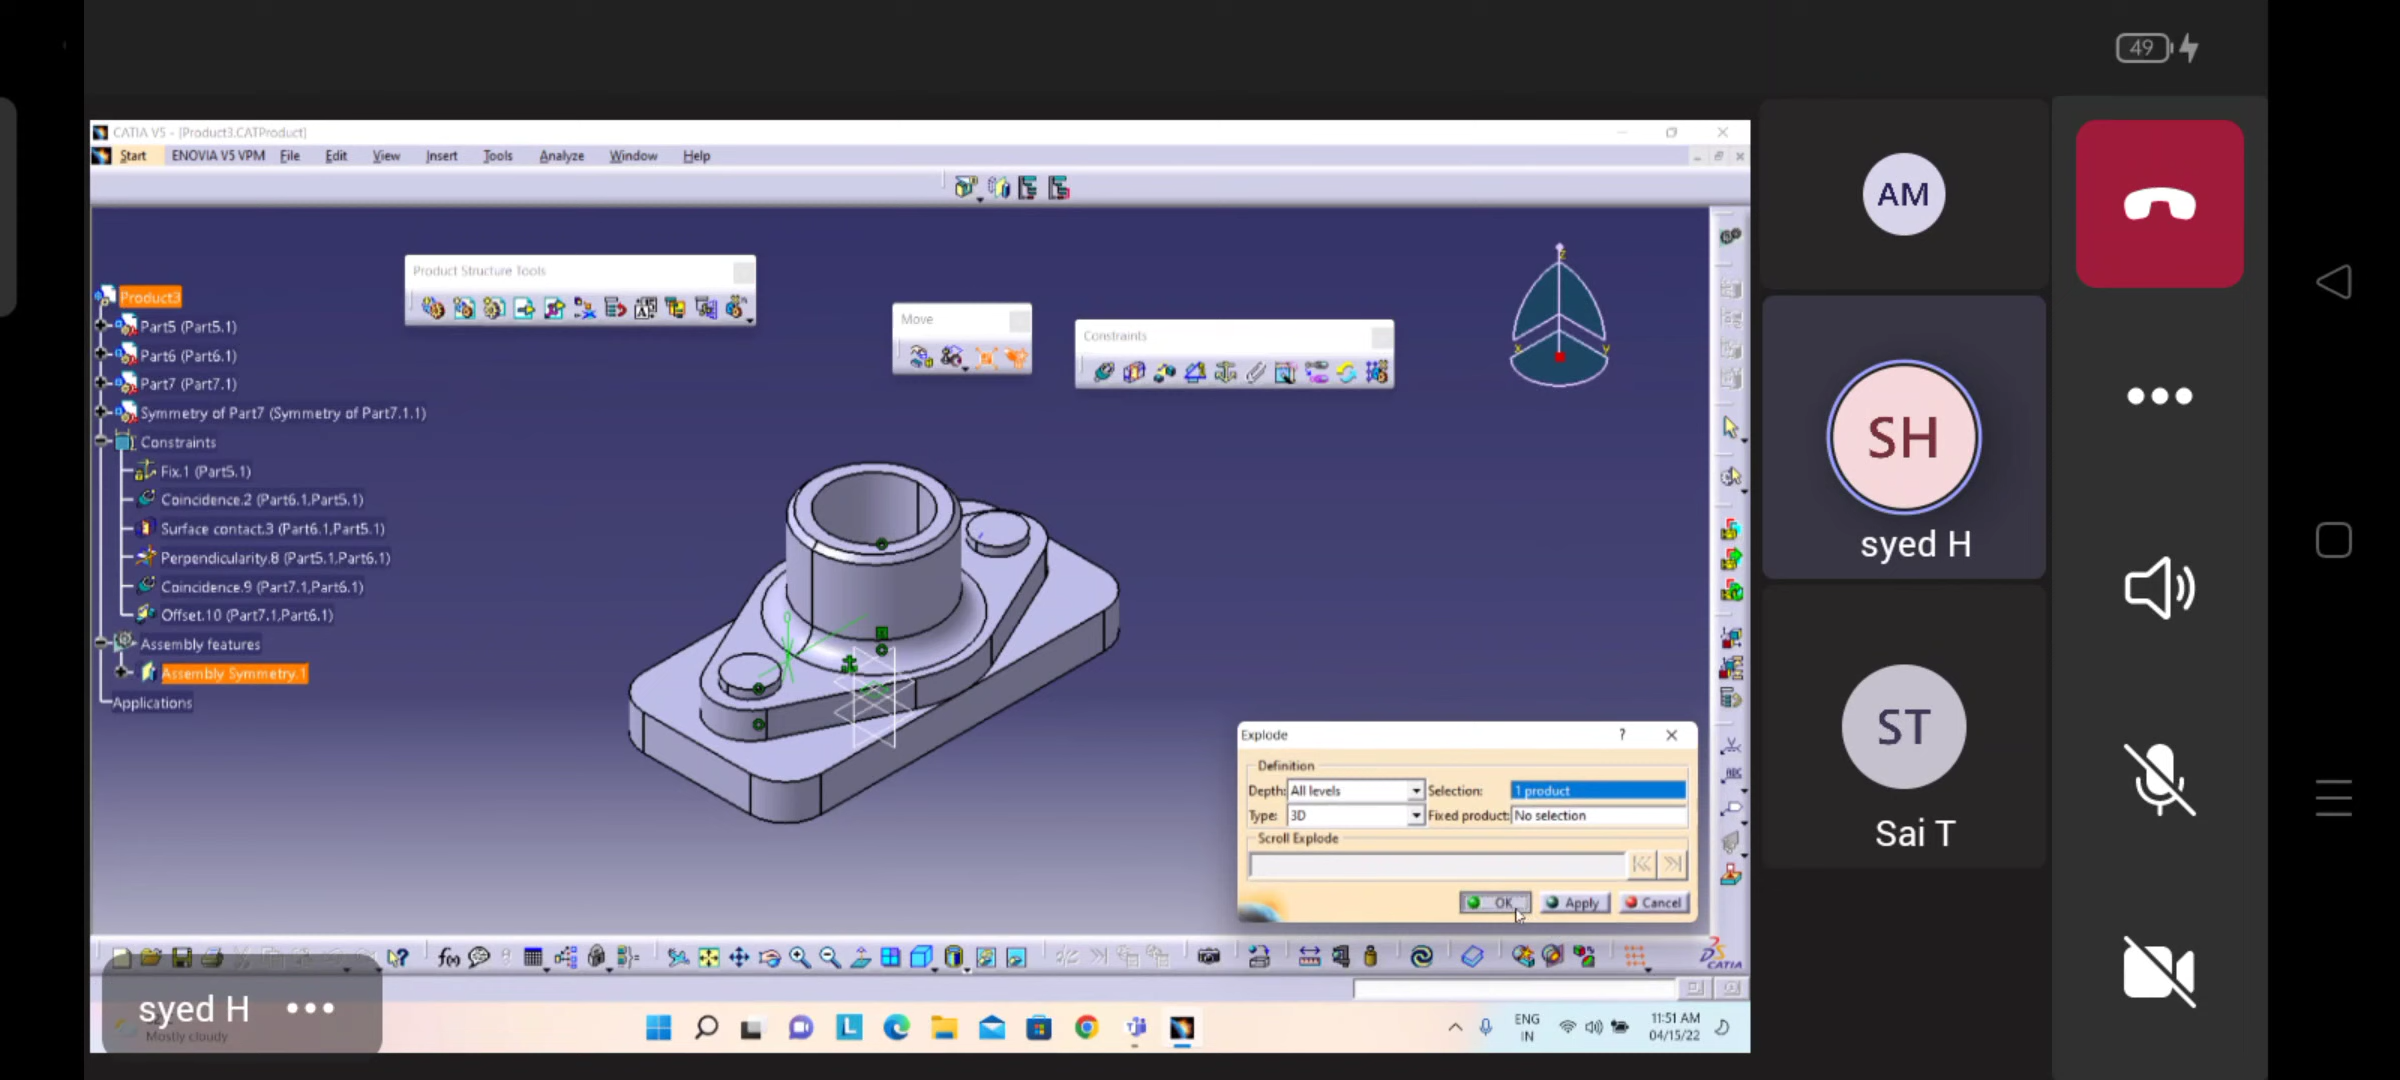 49
CATIA V5 - [Product3.CATProduct]
Start ENOVIA V5 VPM File Edit View Insert Tools Analyze Window Help
Product Structure Tools
Move
Constraints
z
x y
Product3
Part5 (Part5.1)
Part6 (Part6.1)
Part7 (Part7.1)
Symmetry of Part7 (Symmetry of Part7.1.1)
Constraints
Fix.1 (Part5.1)
Coincidence.2 (Part6.1,Part5.1)
Surface contact.3 (Part6.1,Part5.1)
Perpendicularity.8 (Part5.1,Part6.1)
Coincidence.9 (Part7.1,Part6.1)
Offset.10 (Part7.1,Part6.1)
Assembly features
Assembly Symmetry.1
Applications
Explode ?
Definition
Depth: All levels Selection: 1 product
Type: 3D Fixed product: No selection
Scroll Explode
OK Apply Cancel
CATIA
syed H
Mostly cloudy
ENG
IN
11:51 AM
04/15/22
AM
SH
syed H
ST
Sai T